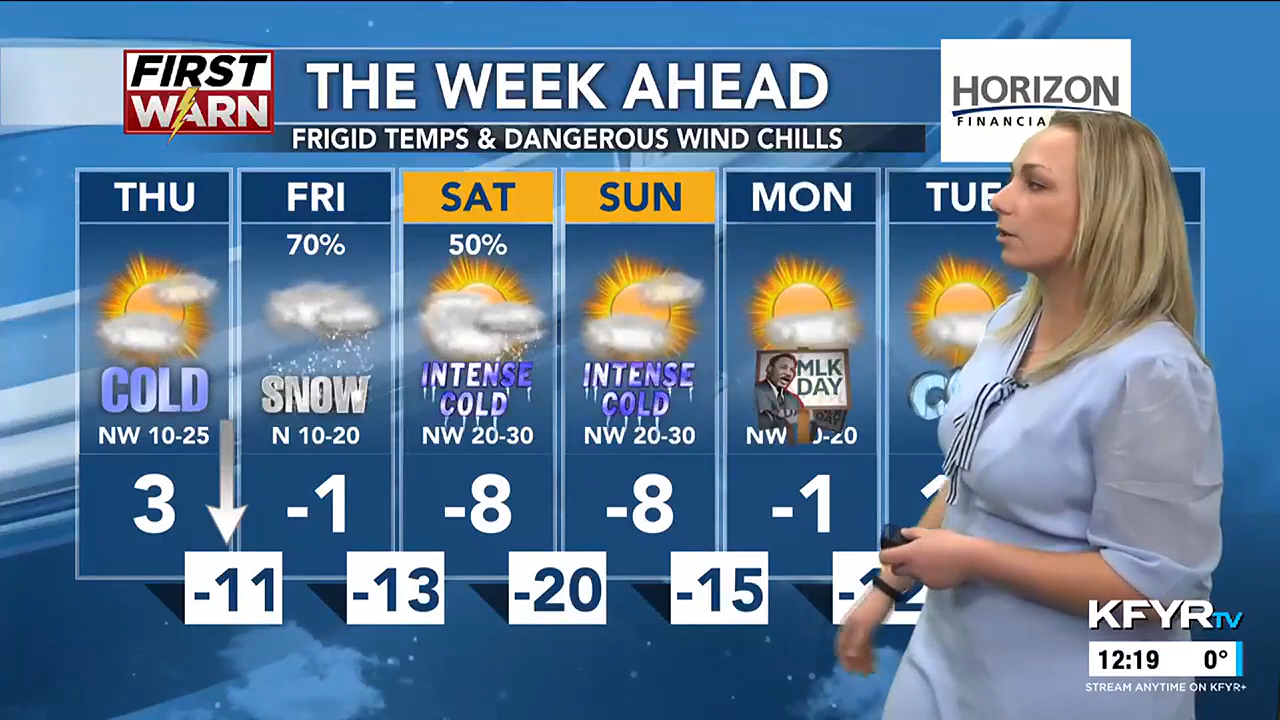 FIRST
WARN
THE WEEK AHEAD
FRIGID TEMPS & DANGEROUS WIND CHILLS
HORIZON
THU
FRI
SAT
SUN
MON
70%
50%
COLD
SNOW
INTENSE
COLD
INTENSE
COLD
MLK
DAY
NW 10-25
N 10-20
NW 20-30
NW 20-30
3
-1
-8
-8
-1
-11
-13
-20
-15
KFYR TV
12:19 0°
STREAM ANYTIME ON KFYR+